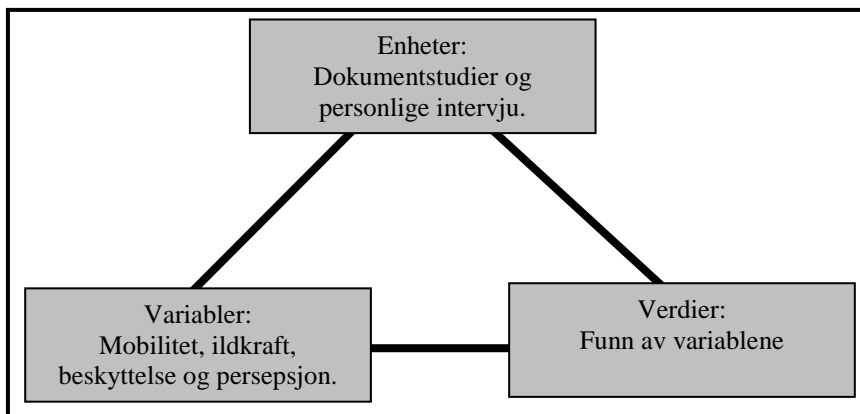 Enheter:
Dokumentstudier og
personlige intervju.
Variabler:
Mobilitet, ildkraft,
beskyttelse og persepsjon.
Verdier:
Funn av variablene